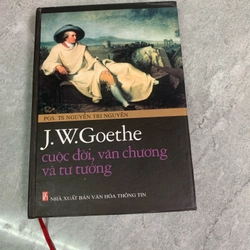 PGS. TS NGUYỄN TRI NGUYÊN
J.W.Goethe
cuộc đời, văn chương
và tư tưởng
NHÀ XUẤT BẢN VĂN HÓA THÔNG TIN